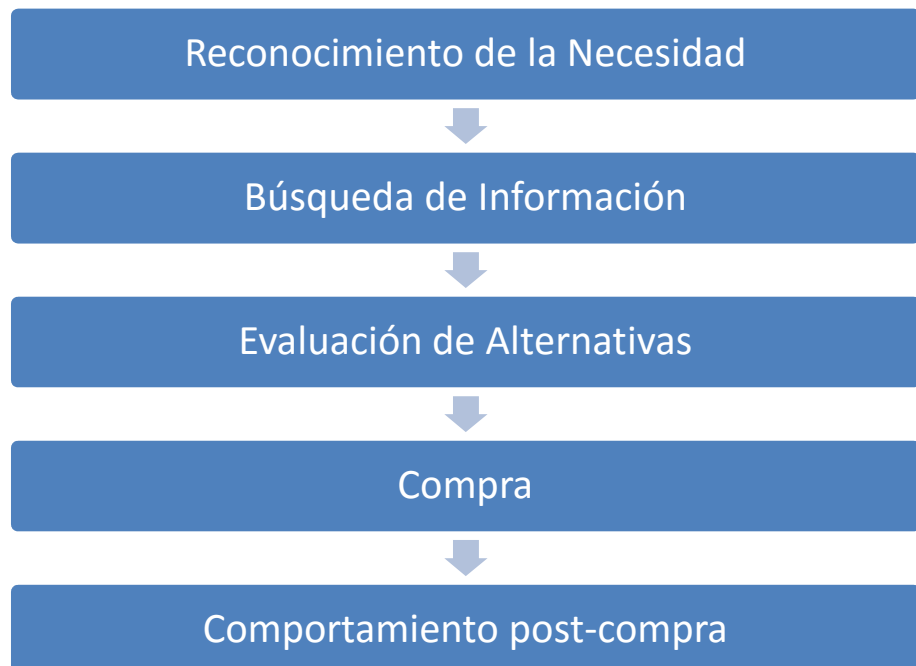 Reconocimiento de la Necesidad
Búsqueda de Información
Evaluación de Alternativas
Compra
Comportamiento post-compra